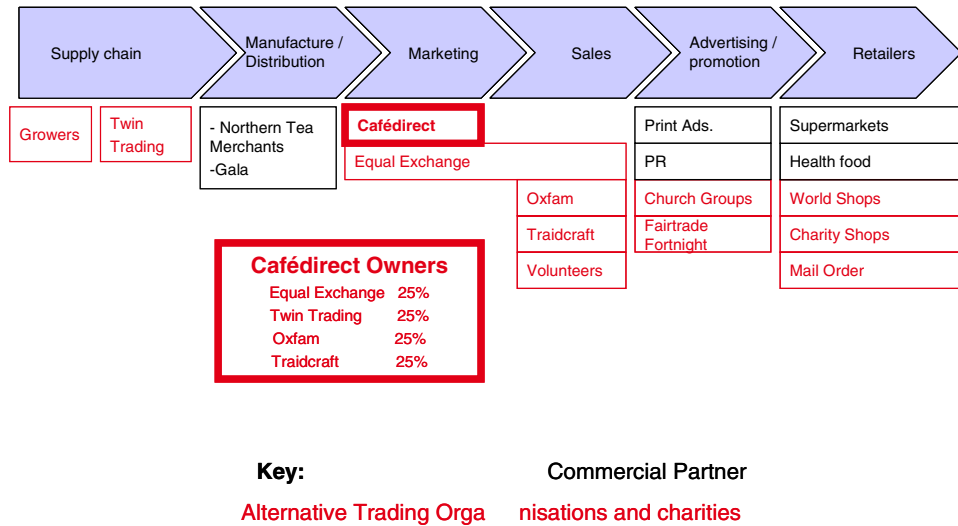 Supply chain
Manufacture /
Distribution
Marketing
Sales
Advertising /
promotion
Retailers
Growers
Twin
Trading
- Northern Tea
Merchants
-Gala
Cafédirect
Equal Exchange
Oxfam
Traidcraft
Volunteers
Print Ads.
PR
Church Groups
Fairtrade
Fortnight
Supermarkets
Health food
World Shops
Charity Shops
Mail Order
Cafédirect Owners
Equal Exchange 25%
Twin Trading 25%
Oxfam 25%
Traidcraft 25%
Key: Commercial Partner
Alternative Trading Orga nisations and charities